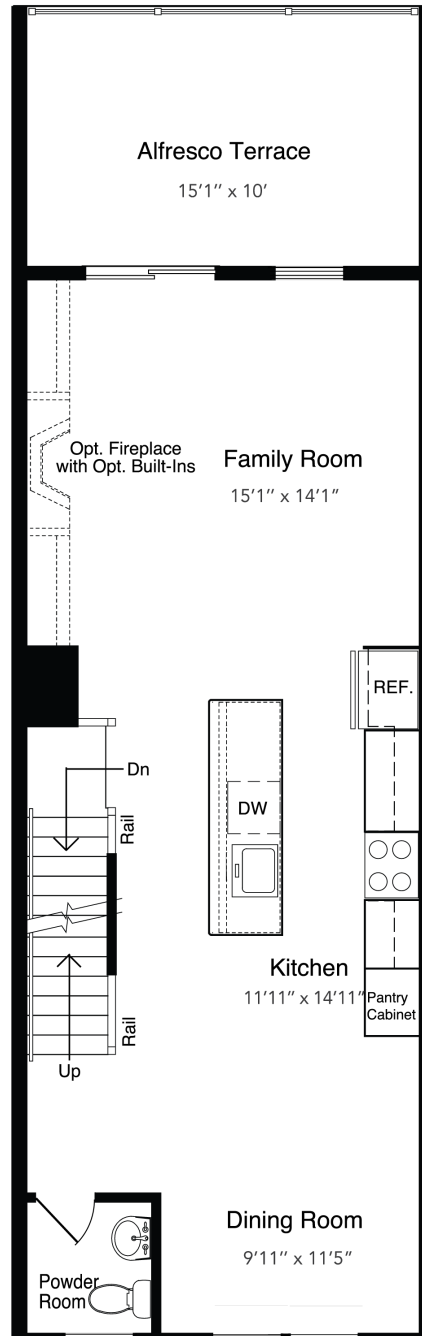 Alfresco Terrace
15'1'' x 10'
Opt. Fireplace
with Opt. Built-Ins
Family Room
15'1" x 14'1"
REF.
Dn
DW
Rail
Kitchen
11'11'' x 14'11''
Pantry
Cabinet
Rail
Up
Dining Room
9'11'' x 11'5''
Powder
Room